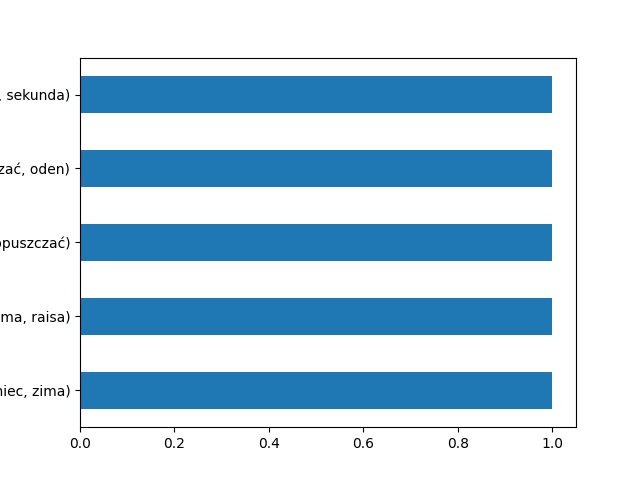 , sekunda)
zać, oden)
opuszczać)
ma, raisa)
niec, zima)
0.0 0.2 0.4 0.6 0.8 1.0